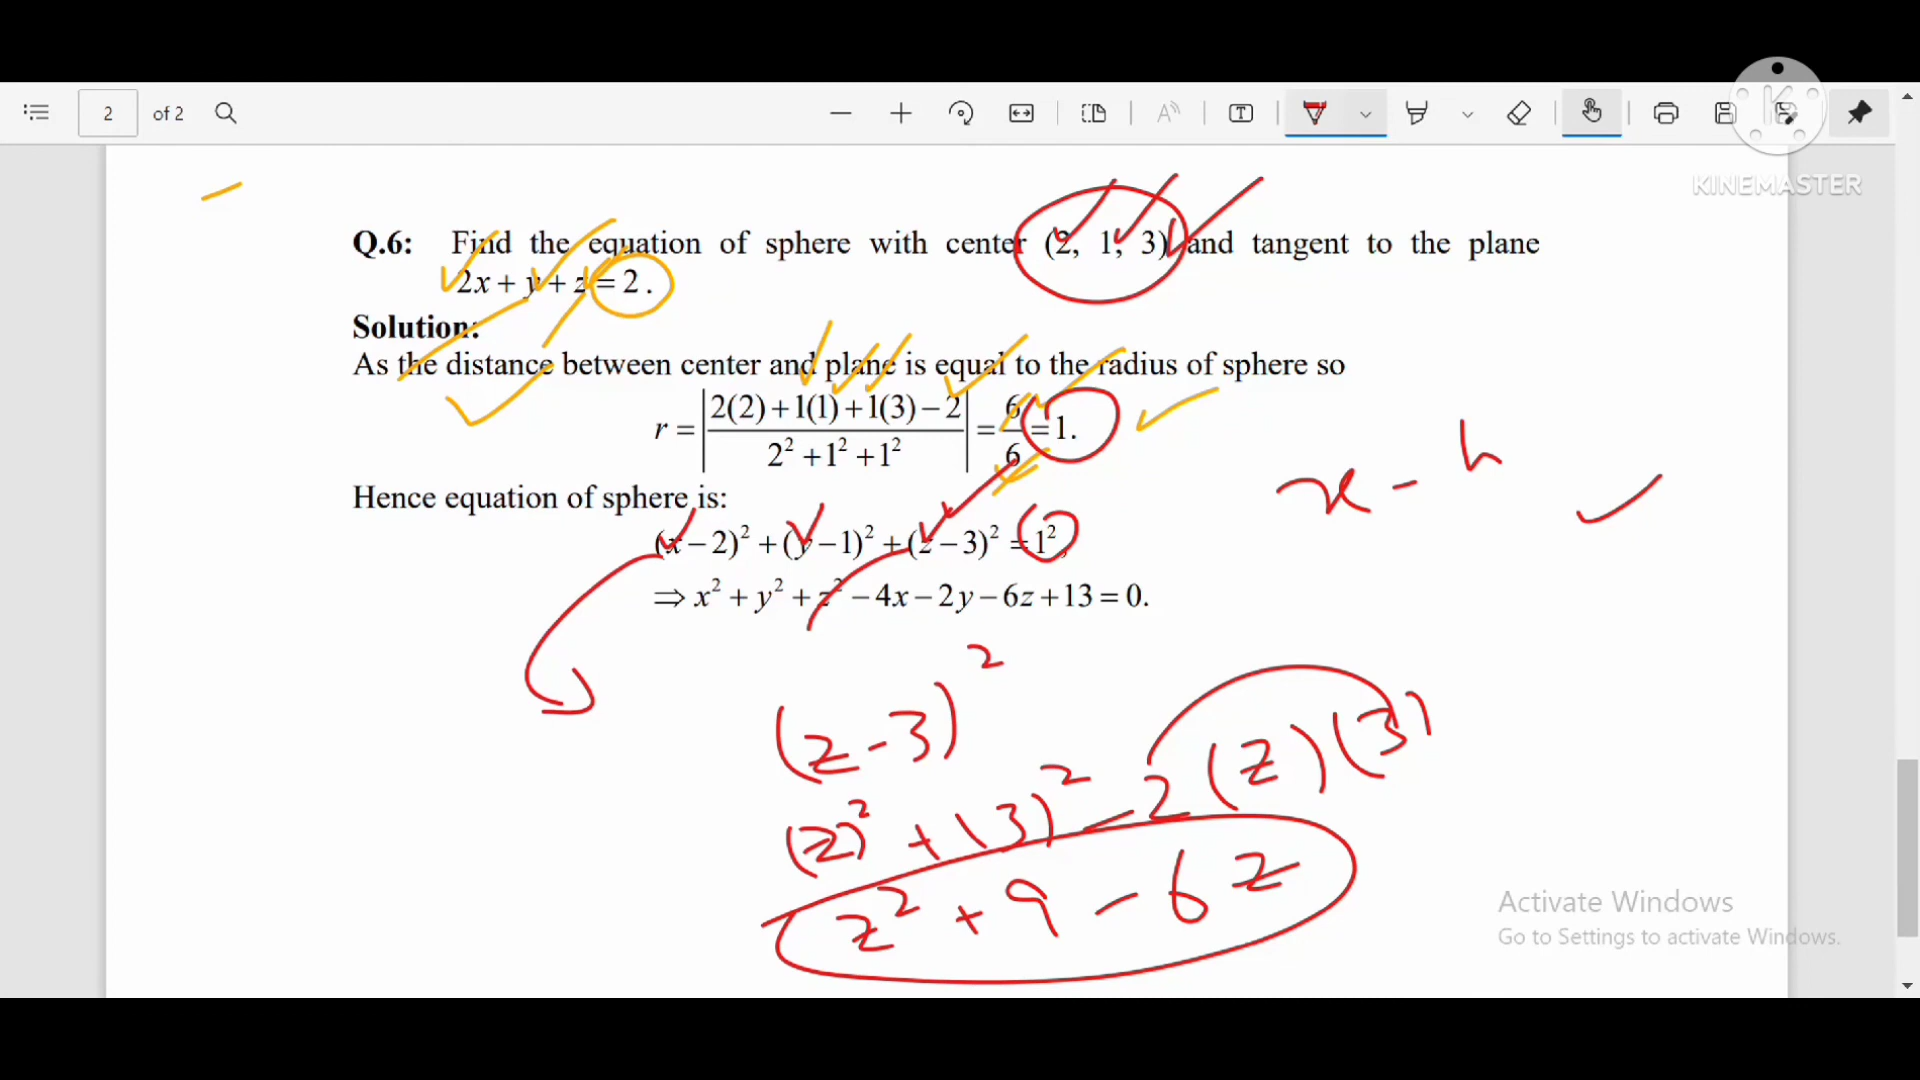 2 of 2
KINEMASTER
Q.6: Find the equation of sphere with center (2, 1, 3) and tangent to the plane
2x + y + z = 2.
Solution:
As the distance between center and plane is equal to the radius of sphere so
r = |2(2)+1(1)+1(3)−2 / 2² +1² +1²| = 6/6 = 1.
x - h
Hence equation of sphere is:
(x−2)² + (y−1)² + (z−3)² = 1²,
⇒ x² + y² + z² − 4x − 2y − 6z + 13 = 0.
(z-3)²
(z)² + (3)² - 2(z)(3)
z² + 9 - 6z
Activate Windows
Go to Settings to activate Windows.